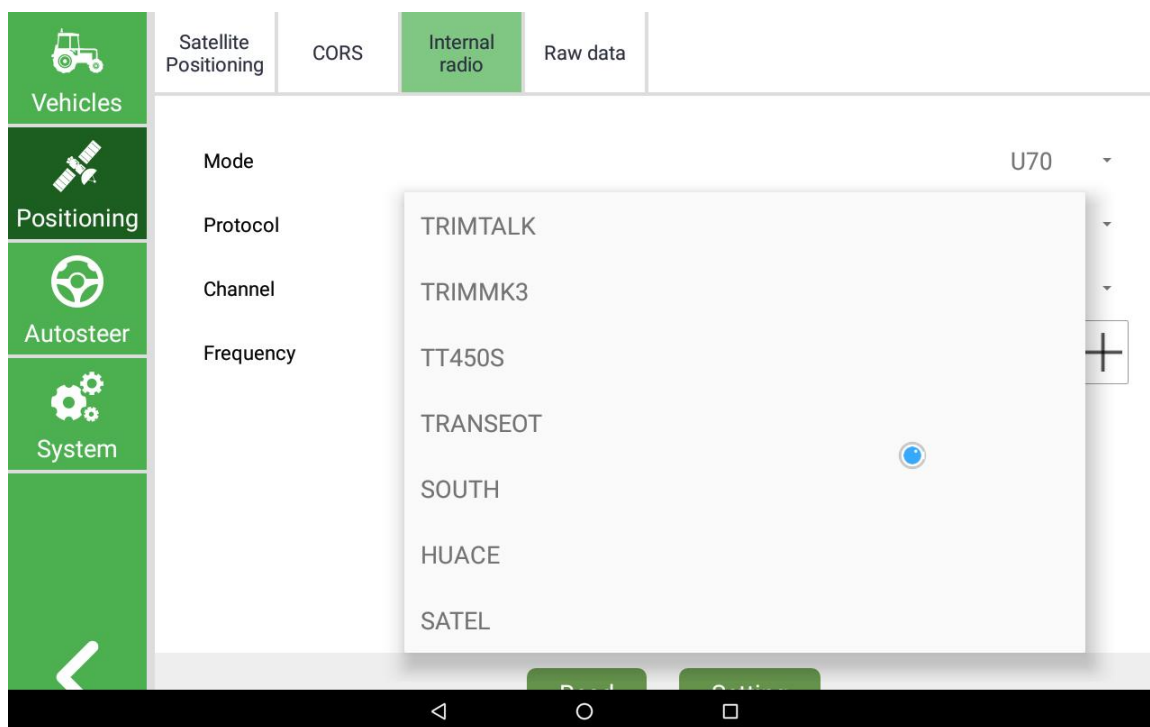 Satellite
Positioning
CORS
Internal
radio
Raw data
Vehicles
Positioning
Autosteer
System
Mode
U70
Protocol
Channel
Frequency
TRIMTALK
TRIMMK3
TT450S
TRANSEOT
SOUTH
HUACE
SATEL